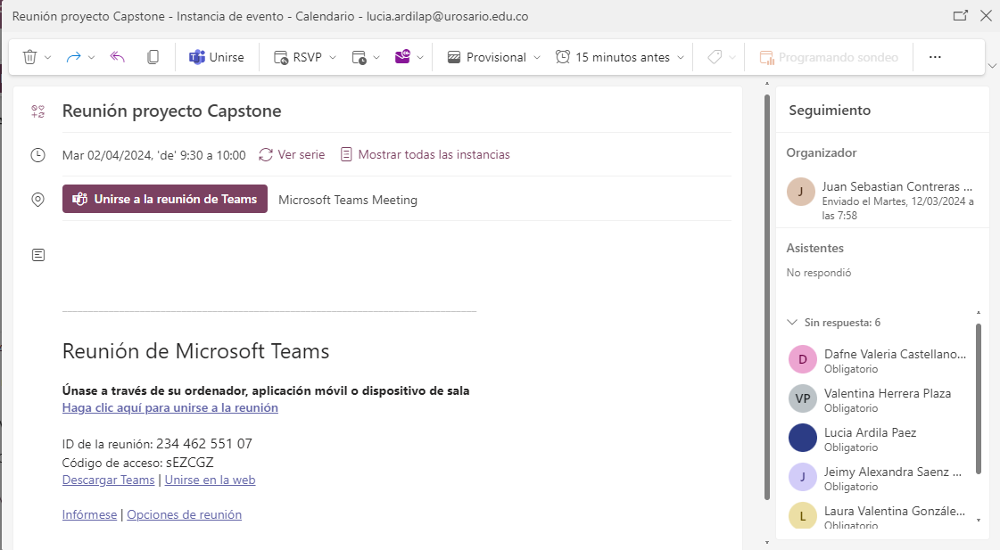 Reunión proyecto Capstone - Instancia de evento - Calendario - lucia.ardilap@urosario.edu.co
Unirse
RSVP
Provisional
15 minutos antes
Programando sondeo
Reunión proyecto Capstone
Mar 02/04/2024, 'de' 9:30 a 10:00 Ver serie Mostrar todas las instancias
Unirse a la reunión de Teams Microsoft Teams Meeting
Reunión de Microsoft Teams
Únase a través de su ordenador, aplicación móvil o dispositivo de sala
Haga clic aquí para unirse a la reunión
ID de la reunión: 234 462 551 07
Código de acceso: sEZCGZ
Descargar Teams | Unirse en la web
Infórmese | Opciones de reunión
Seguimiento
Organizador
J
Juan Sebastian Contreras ...
Enviado el Martes, 12/03/2024 a
las 7:58
Asistentes
No respondió
Sin respuesta: 6
D
Dafne Valeria Castellano...
Obligatorio
VP
Valentina Herrera Plaza
Obligatorio
Lucia Ardila Paez
Obligatorio
J
Jeimy Alexandra Saenz ...
Obligatorio
L
Laura Valentina Gonzále...
Obligatorio